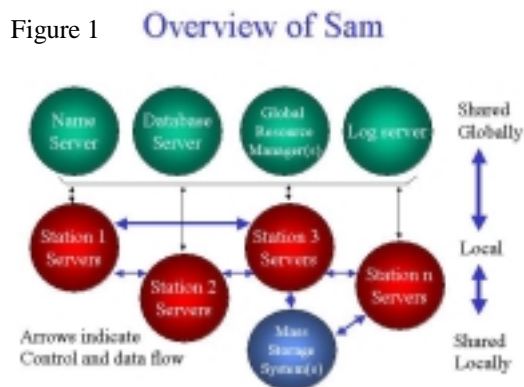 Figure 1
Overview of Sam
Name
Server
Database
Server
Global
Resource
Manager(s)
Log server
Shared
Globally
Station 1
Servers
Station 3
Servers
Local
Station 2
Servers
Station n
Servers
Arrows indicate
Control and data flow
Mass
Storage
System(s)
Shared
Locally